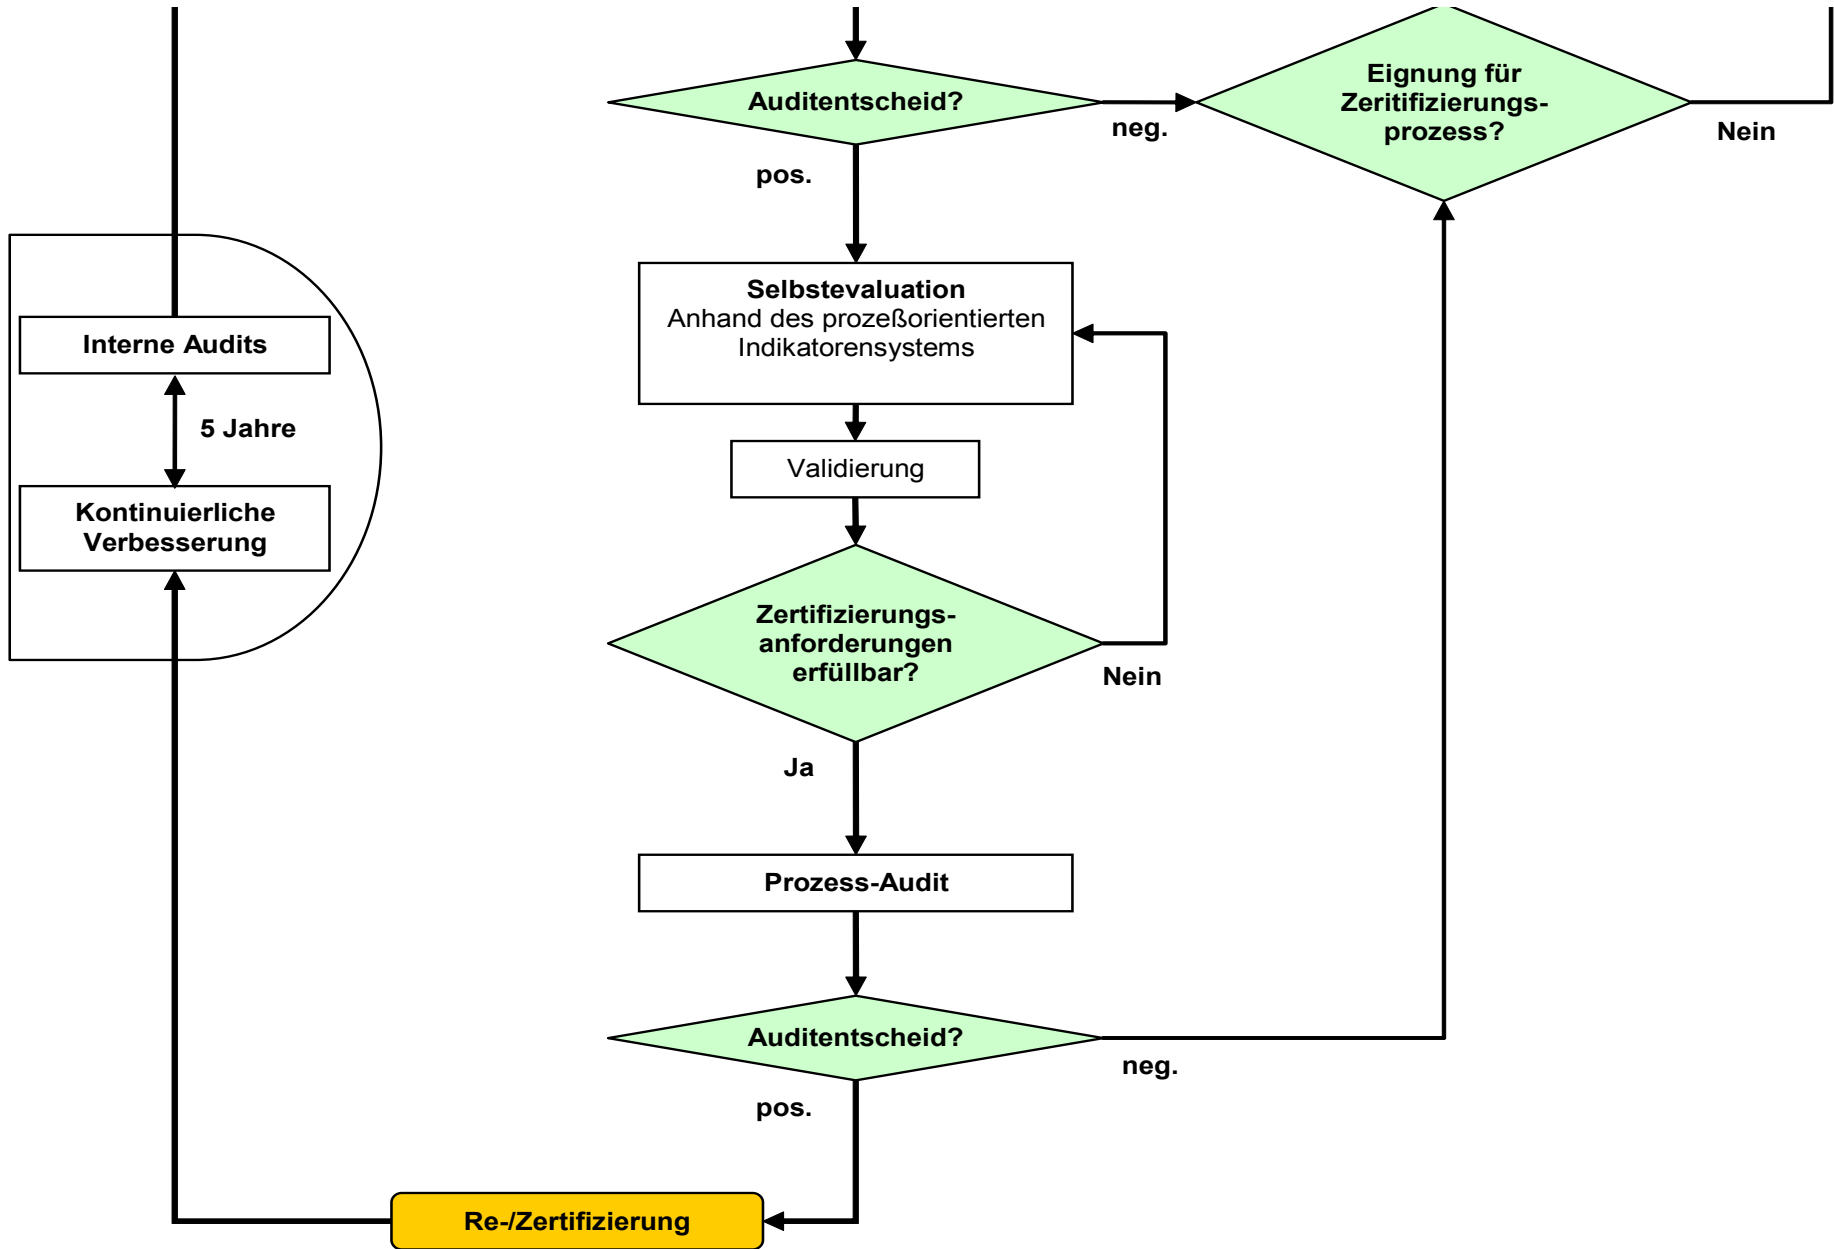 Auditentscheid?
neg.
Eignung für
Zeritifizierungs-
prozess?
Nein
pos.
Selbstevaluation
Anhand des prozeßorientierten
Indikatorensystems
Interne Audits
5 Jahre
Kontinuierliche
Verbesserung
Validierung
Zertifizierungs-
anforderungen
erfüllbar?
Nein
Ja
Prozess-Audit
Auditentscheid?
neg.
pos.
Re-/Zertifizierung